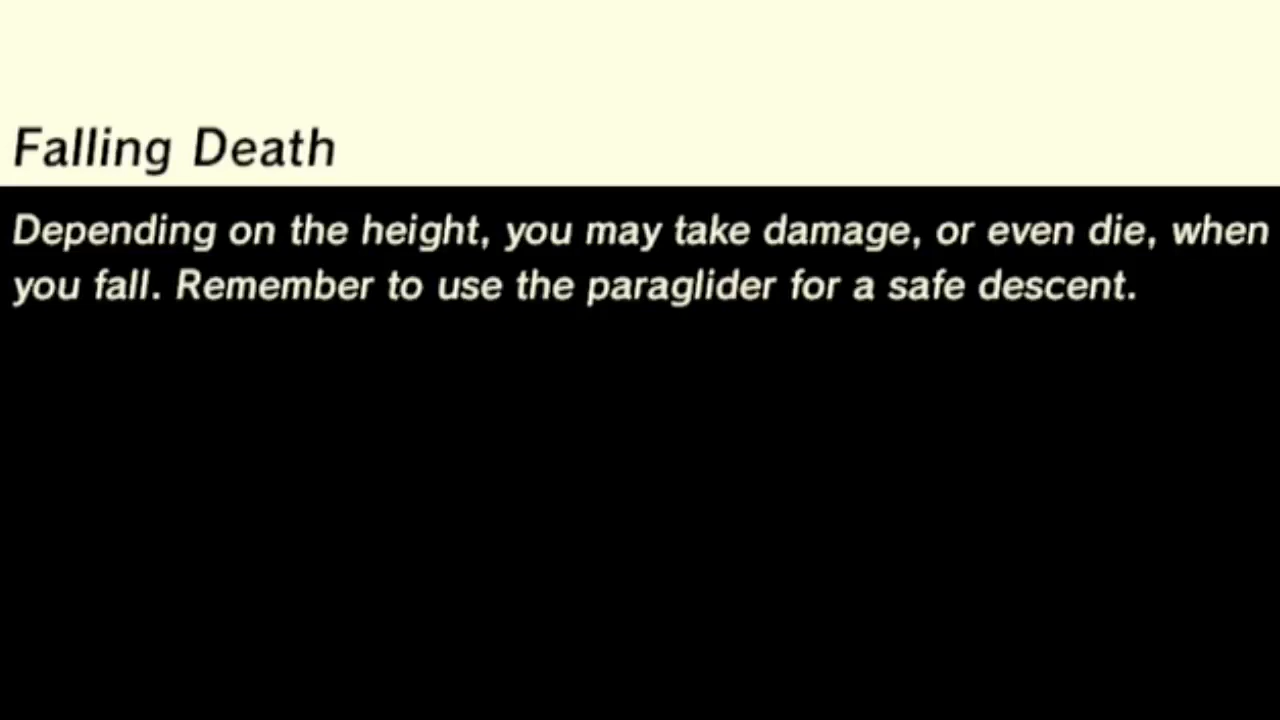 Falling Death
Depending on the height, you may take damage, or even die, when
you fall. Remember to use the paraglider for a safe descent.